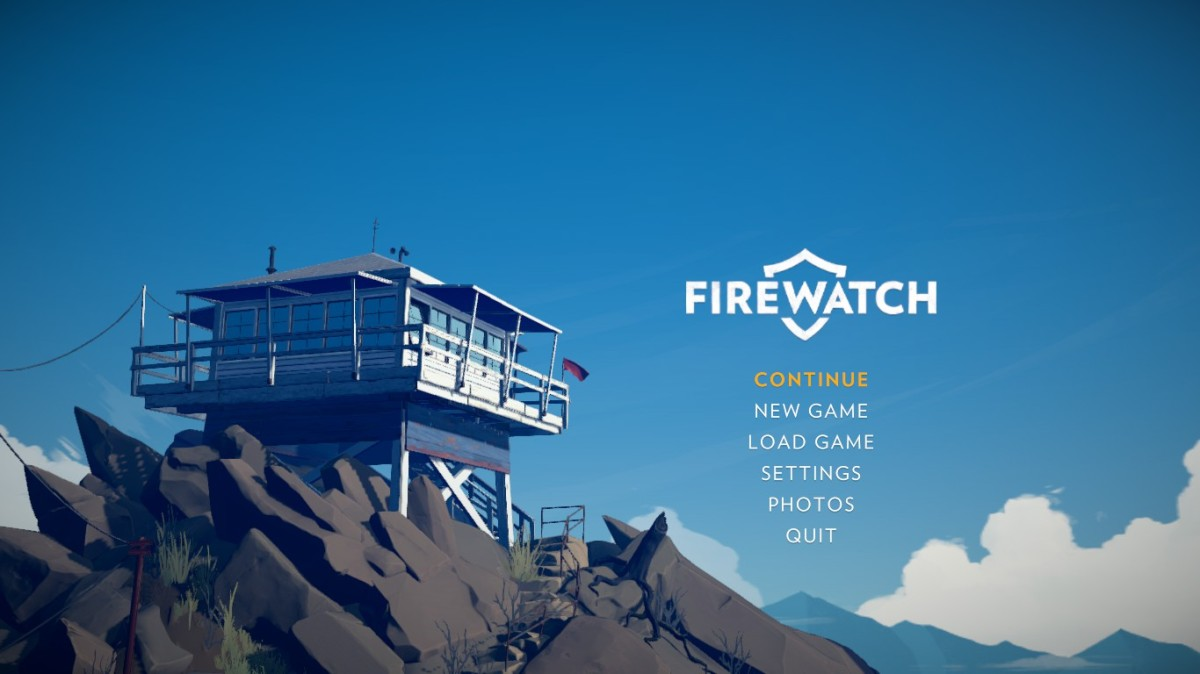 FIREWATCH
CONTINUE
NEW GAME
LOAD GAME
SETTINGS
PHOTOS
QUIT